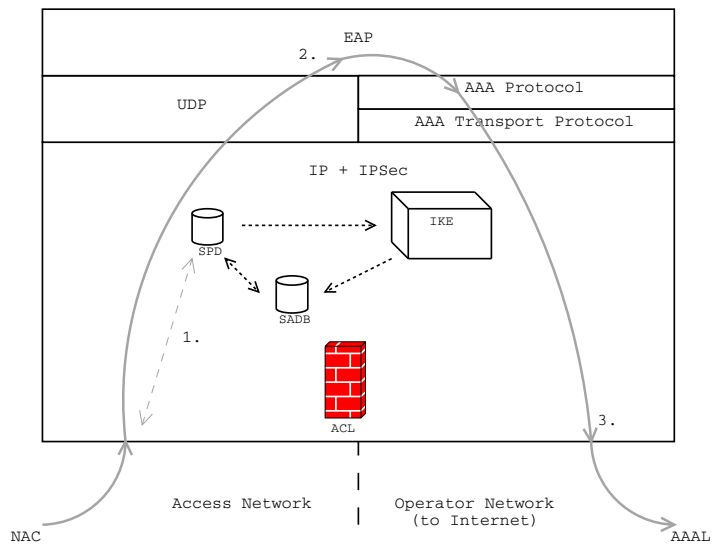 EAP
2.
UDP
AAA Protocol
AAA Transport Protocol
IP + IPSec
IKE
SPD
SADB
1.
ACL
3.
Access Network
Operator Network
(to Internet)
NAC
AAAL